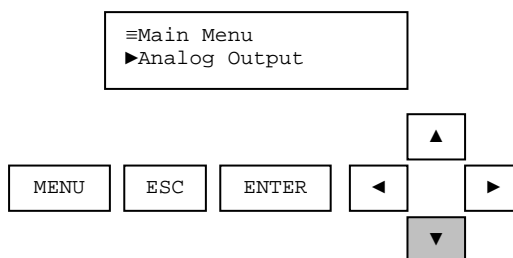 ≡Main Menu
►Analog Output
▲
MENU ESC ENTER ◄ ►
▼